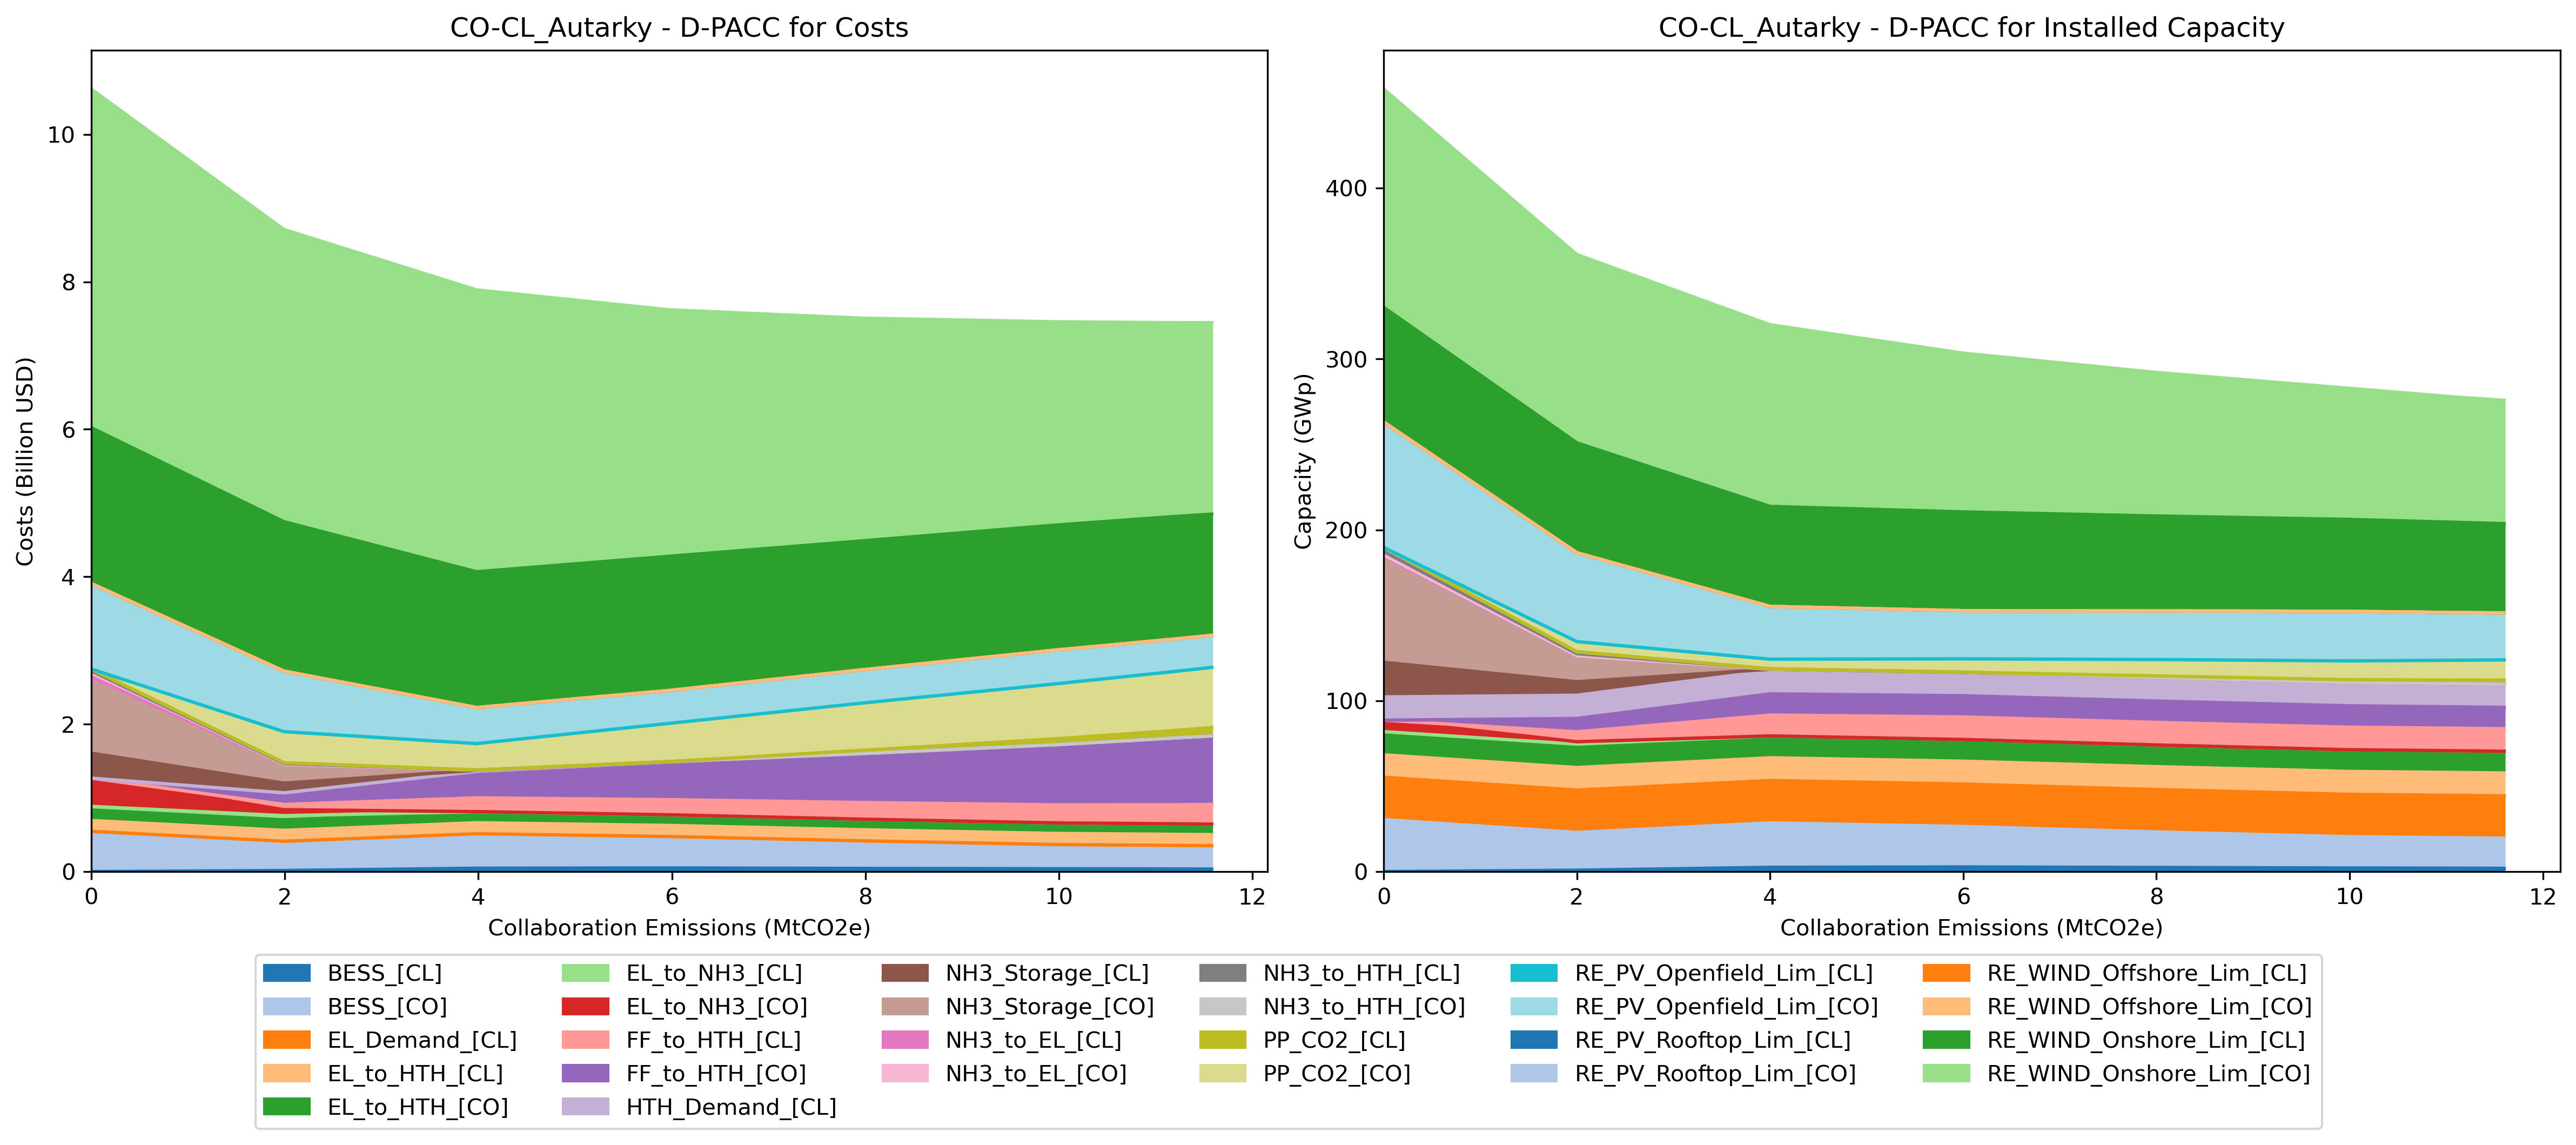 CO-CL_Autarky - D-PACC for Costs
Costs (Billion USD)
10
8
6
4
2
0
0 2 4 6 8 10 12
Collaboration Emissions (MtCO2e)
CO-CL_Autarky - D-PACC for Installed Capacity
Capacity (GWp)
400
300
200
100
0
0 2 4 6 8 10 12
Collaboration Emissions (MtCO2e)
BESS_[CL]
BESS_[CO]
EL_Demand_[CL]
EL_to_HTH_[CL]
EL_to_HTH_[CO]
EL_to_NH3_[CL]
EL_to_NH3_[CO]
FF_to_HTH_[CL]
FF_to_HTH_[CO]
HTH_Demand_[CL]
NH3_Storage_[CL]
NH3_Storage_[CO]
NH3_to_EL_[CL]
NH3_to_EL_[CO]
NH3_to_HTH_[CL]
NH3_to_HTH_[CO]
PP_CO2_[CL]
PP_CO2_[CO]
RE_PV_Openfield_Lim_[CL]
RE_PV_Openfield_Lim_[CO]
RE_PV_Rooftop_Lim_[CL]
RE_PV_Rooftop_Lim_[CO]
RE_WIND_Offshore_Lim_[CL]
RE_WIND_Offshore_Lim_[CO]
RE_WIND_Onshore_Lim_[CL]
RE_WIND_Onshore_Lim_[CO]